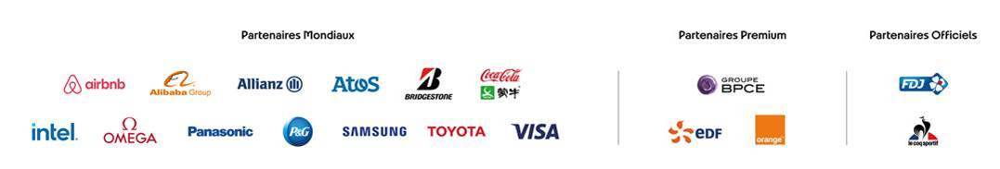 Partenaires Mondiaux
Partenaires Premium
Partenaires Officiels
airbnb
Alibaba Group
Allianz
Atos
BRIDGESTONE
Coca-Cola
蒙牛
GROUPE
BPCE
FDJ
intel.
OMEGA
Panasonic
P&G
SAMSUNG
TOYOTA
VISA
eDF
orange
le coq sportif